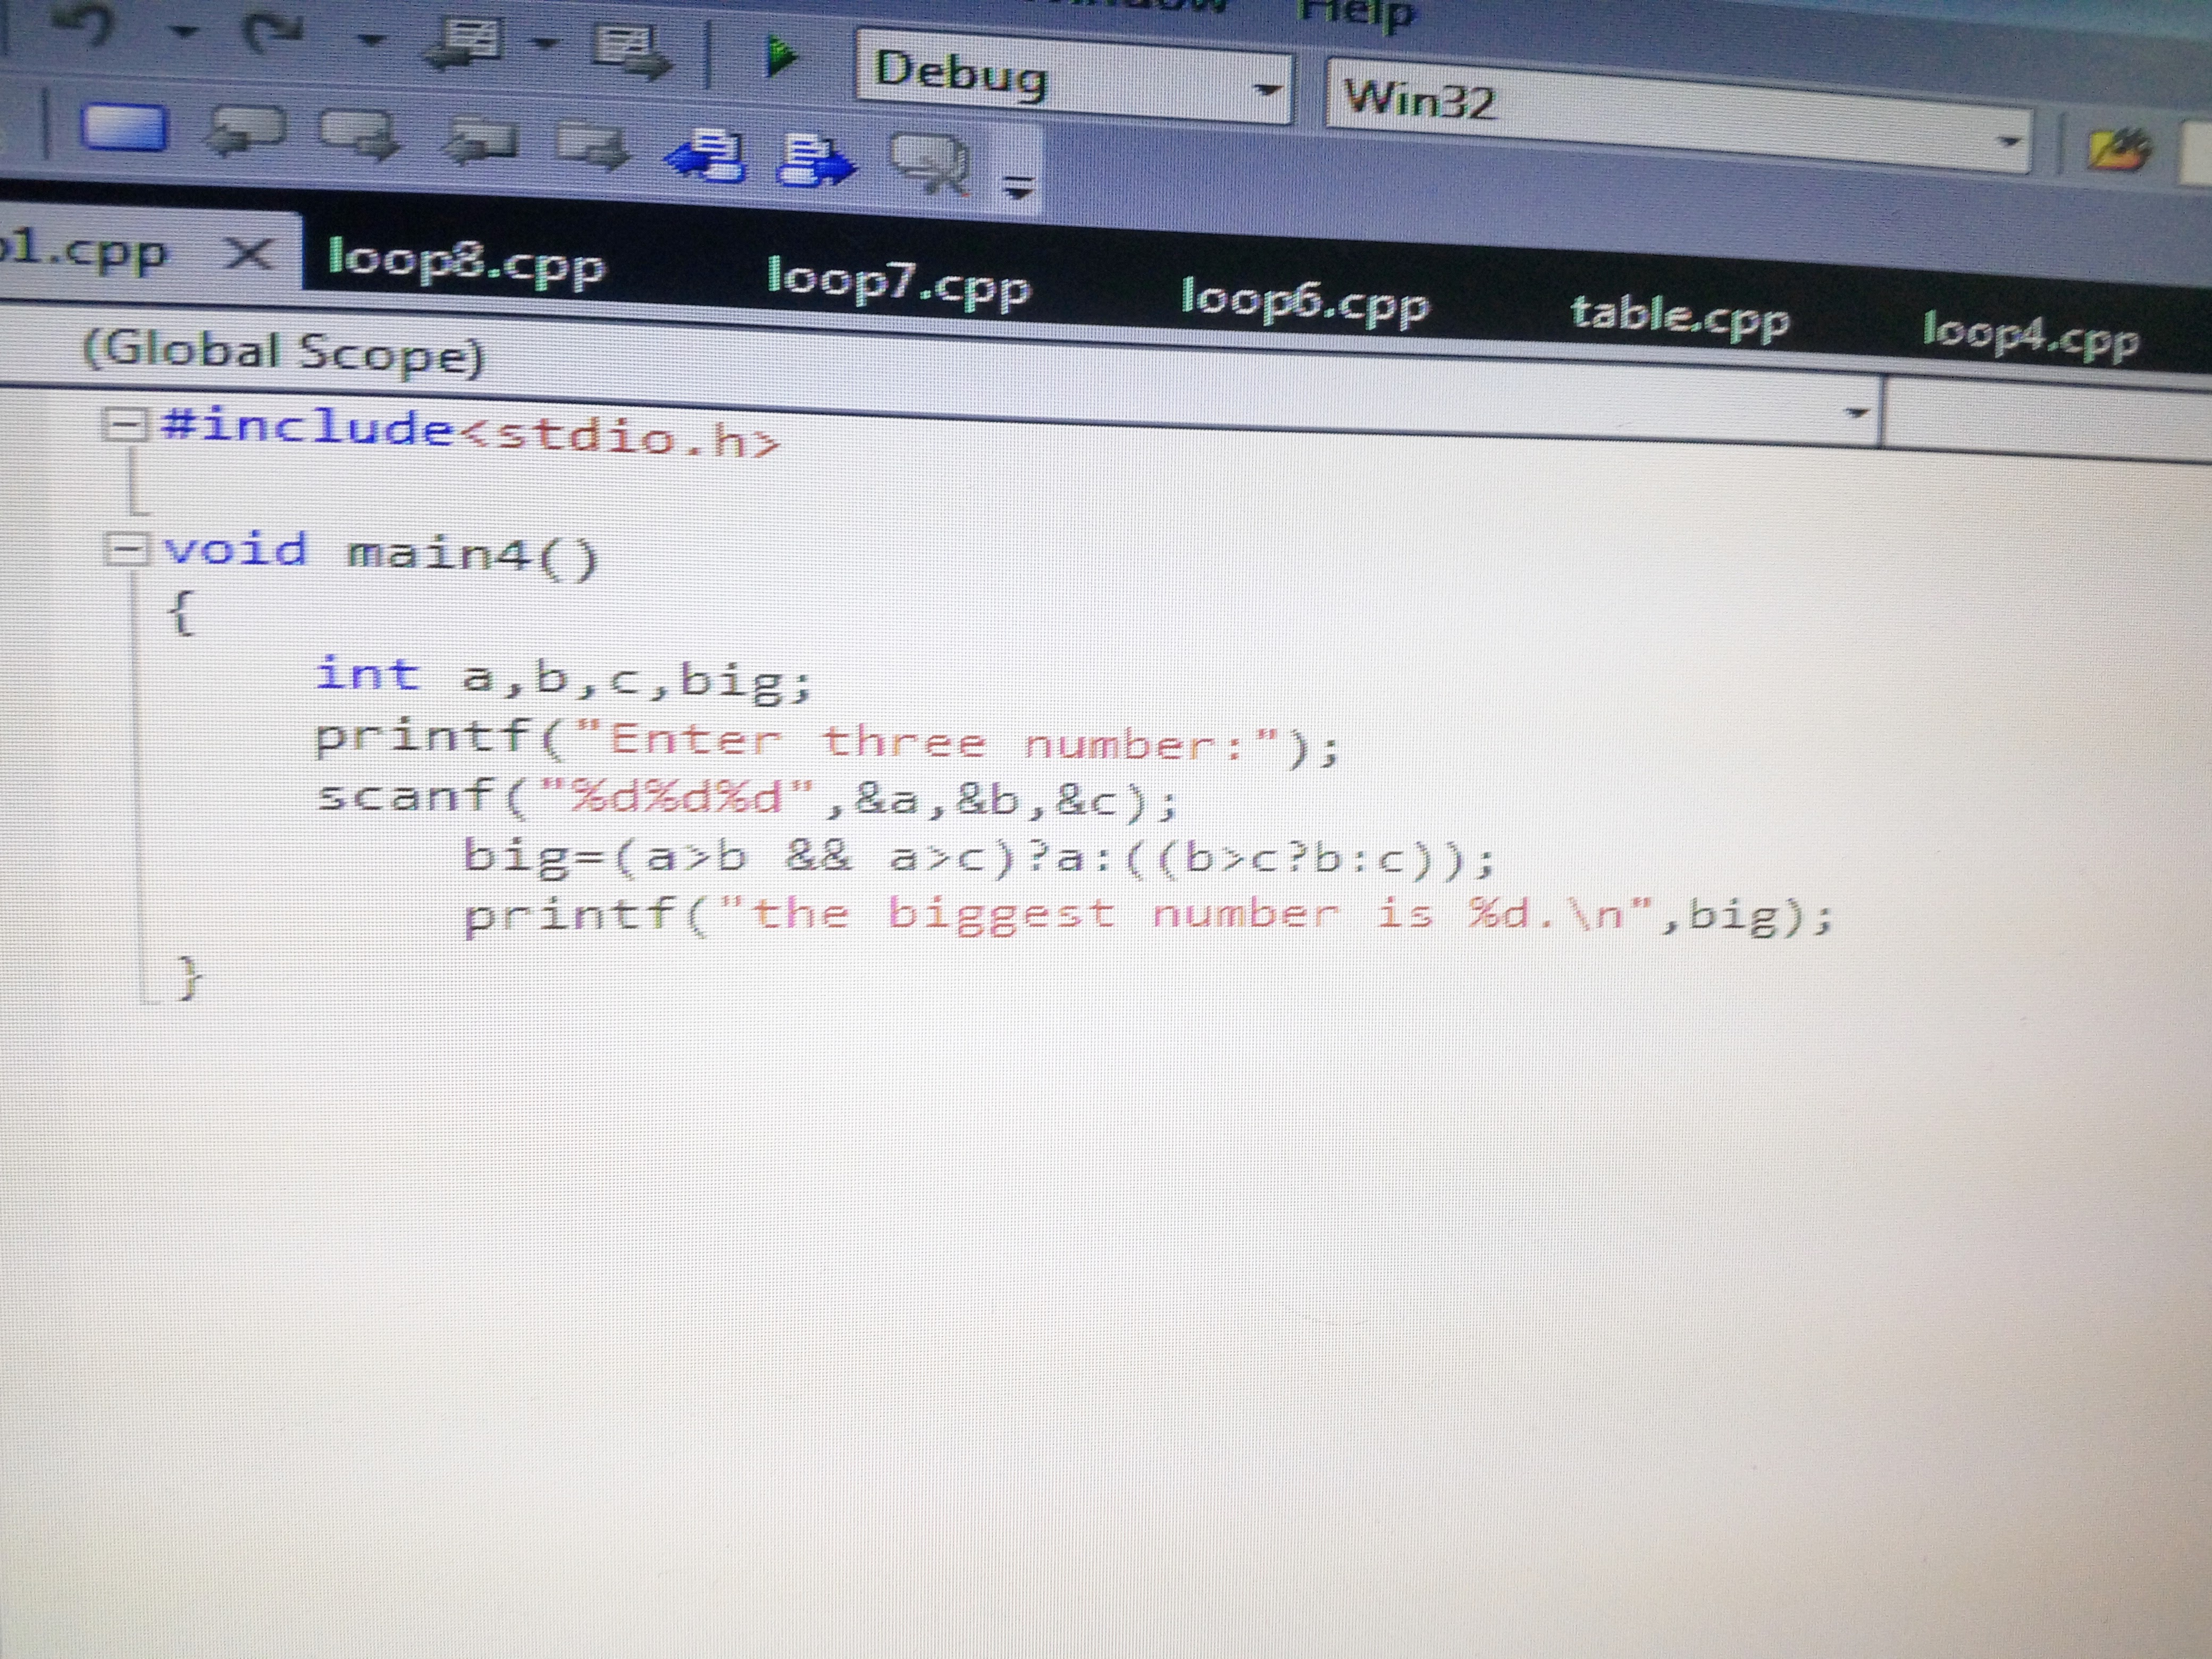 Help
Debug
Win32
1.cpp
loop8.cpp
loop7.cpp
loop6.cpp
table.cpp
loop4.cpp
(Global Scope)
#include<stdio.h>
void main4()
{
int a,b,c,big;
printf("Enter three number:");
scanf("%d%d%d",&a,&b,&c);
big=(a>b && a>c)?a:((b>c?b:c));
printf("the biggest number is %d.\n",big);
}